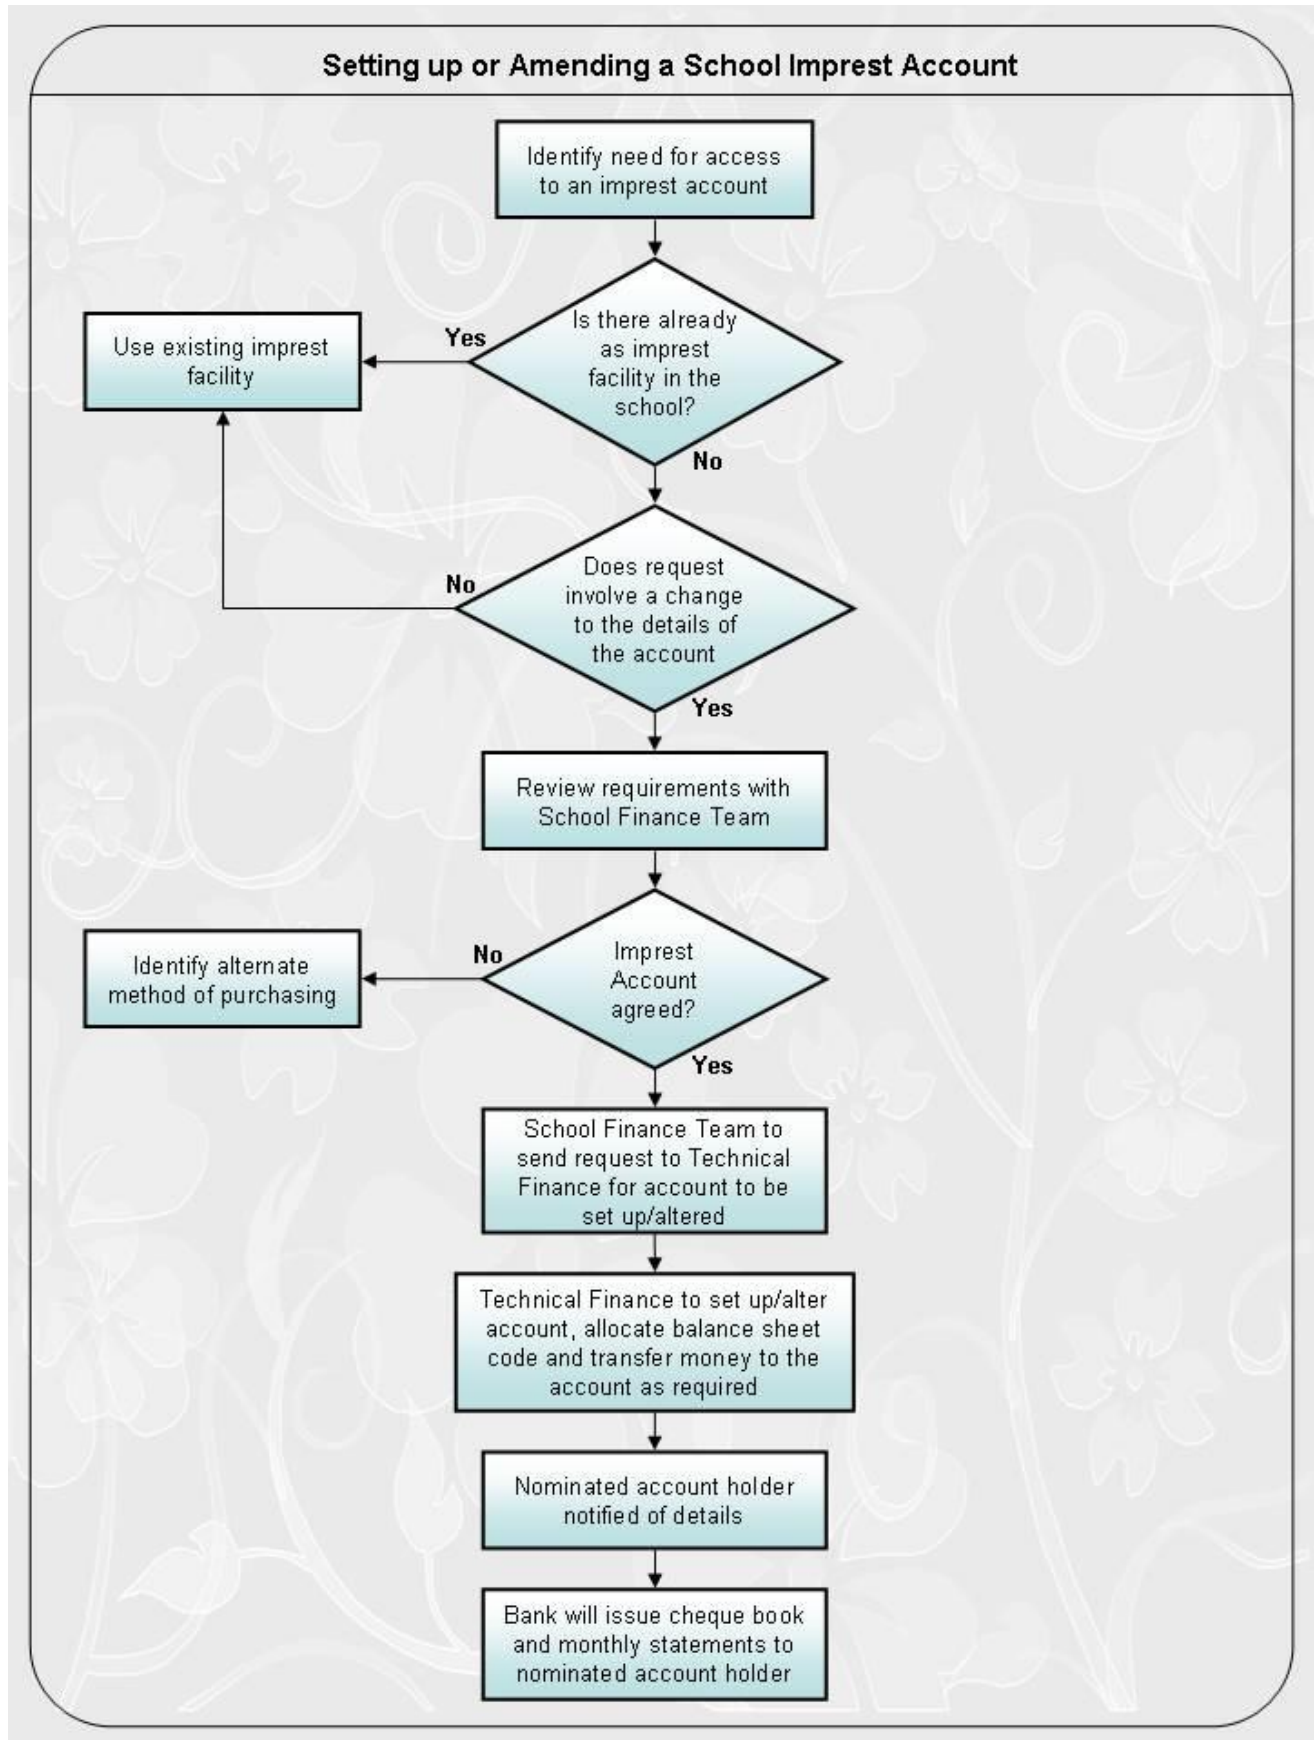 Setting up or Amending a School Imprest Account
Identify need for access
to an imprest account
Is there already
as imprest
facility in the
school?
Yes
Use existing imprest
facility
No
Does request
involve a change
to the details of
the account
No
Yes
Review requirements with
School Finance Team
Imprest
Account
agreed?
No
Identify alternate
method of purchasing
Yes
School Finance Team to
send request to Technical
Finance for account to be
set up/altered
Technical Finance to set up/alter
account, allocate balance sheet
code and transfer money to the
account as required
Nominated account holder
notified of details
Bank will issue cheque book
and monthly statements to
nominated account holder